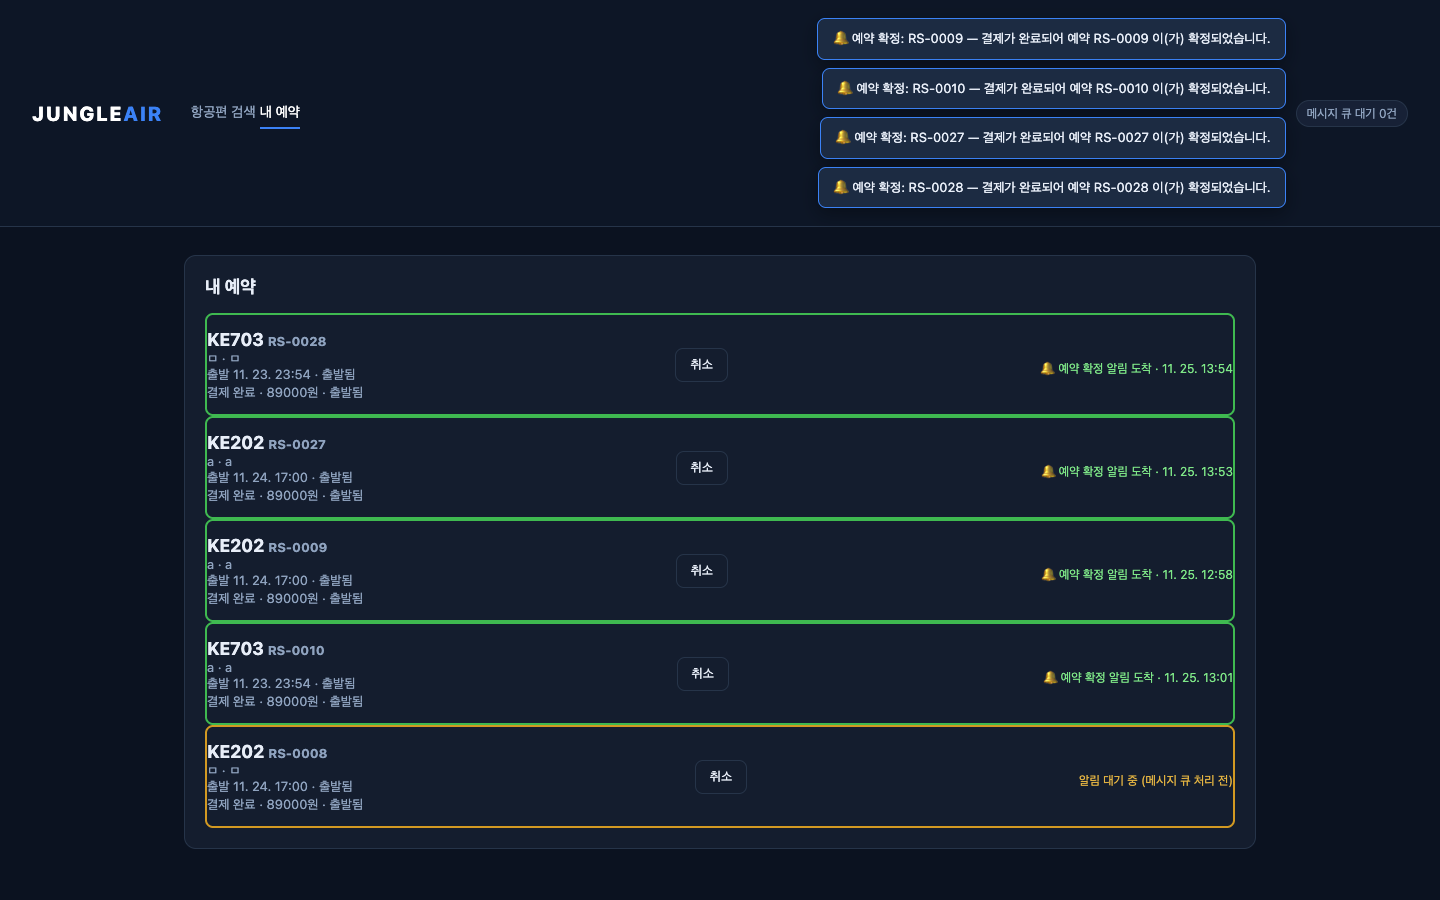 JUNGLEAIR
항공편 검색 내 예약
🔔 예약 확정: RS-0009 — 결제가 완료되어 예약 RS-0009 이(가) 확정되었습니다.
🔔 예약 확정: RS-0010 — 결제가 완료되어 예약 RS-0010 이(가) 확정되었습니다.
🔔 예약 확정: RS-0027 — 결제가 완료되어 예약 RS-0027 이(가) 확정되었습니다.
🔔 예약 확정: RS-0028 — 결제가 완료되어 예약 RS-0028 이(가) 확정되었습니다.
메시지 큐 대기 0건
내 예약
KE703 RS-0028
ㅁ · ㅁ
출발 11. 23. 23:54 · 출발됨
결제 완료 · 89000원 · 출발됨
취소
🔔 예약 확정 알림 도착 · 11. 25. 13:54
KE202 RS-0027
a · a
출발 11. 24. 17:00 · 출발됨
결제 완료 · 89000원 · 출발됨
취소
🔔 예약 확정 알림 도착 · 11. 25. 13:53
KE202 RS-0009
a · a
출발 11. 24. 17:00 · 출발됨
결제 완료 · 89000원 · 출발됨
취소
🔔 예약 확정 알림 도착 · 11. 25. 12:58
KE703 RS-0010
a · a
출발 11. 23. 23:54 · 출발됨
결제 완료 · 89000원 · 출발됨
취소
🔔 예약 확정 알림 도착 · 11. 25. 13:01
KE202 RS-0008
ㅁ · ㅁ
출발 11. 24. 17:00 · 출발됨
결제 완료 · 89000원 · 출발됨
취소
알림 대기 중 (메시지 큐 처리 전)